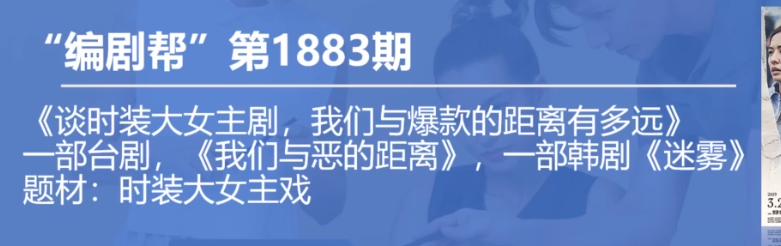 “编剧帮”第1883期
《谈时装大女主剧，我们与爆款的距离有多远》
一部台剧，《我们与恶的距离》，一部韩剧《迷雾》
题材：时装大女主戏